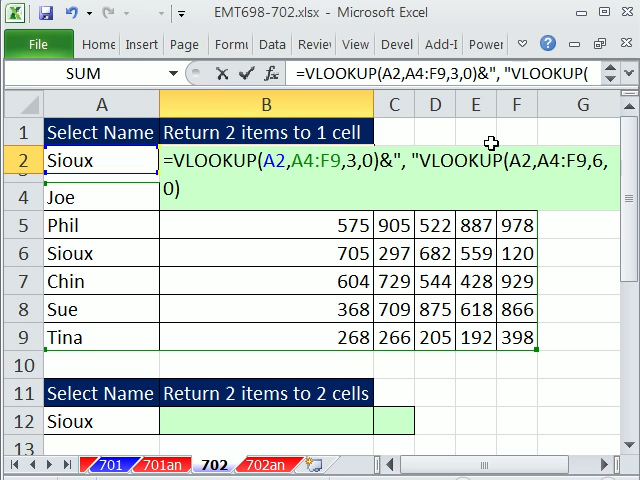 EMT698-702.xlsx - Microsoft Excel
File Home Insert Page Form Data Reviev View Devel Add-I Power
SUM fx =VLOOKUP(A2,A4:F9,3,0)&", "VLOOKUP(
A B C D E F G
1 Select Name Return 2 items to 1 cell
2 Sioux =VLOOKUP(A2,A4:F9,3,0)&", "VLOOKUP(A2,A4:F9,6,
0)
4 Joe
5 Phil 575 905 522 887 978
6 Sioux 705 297 682 559 120
7 Chin 604 729 544 428 929
8 Sue 368 709 875 618 866
9 Tina 268 266 205 192 398
10
11 Select Name Return 2 items to 2 cells
12 Sioux
13
701 701an 702 702an